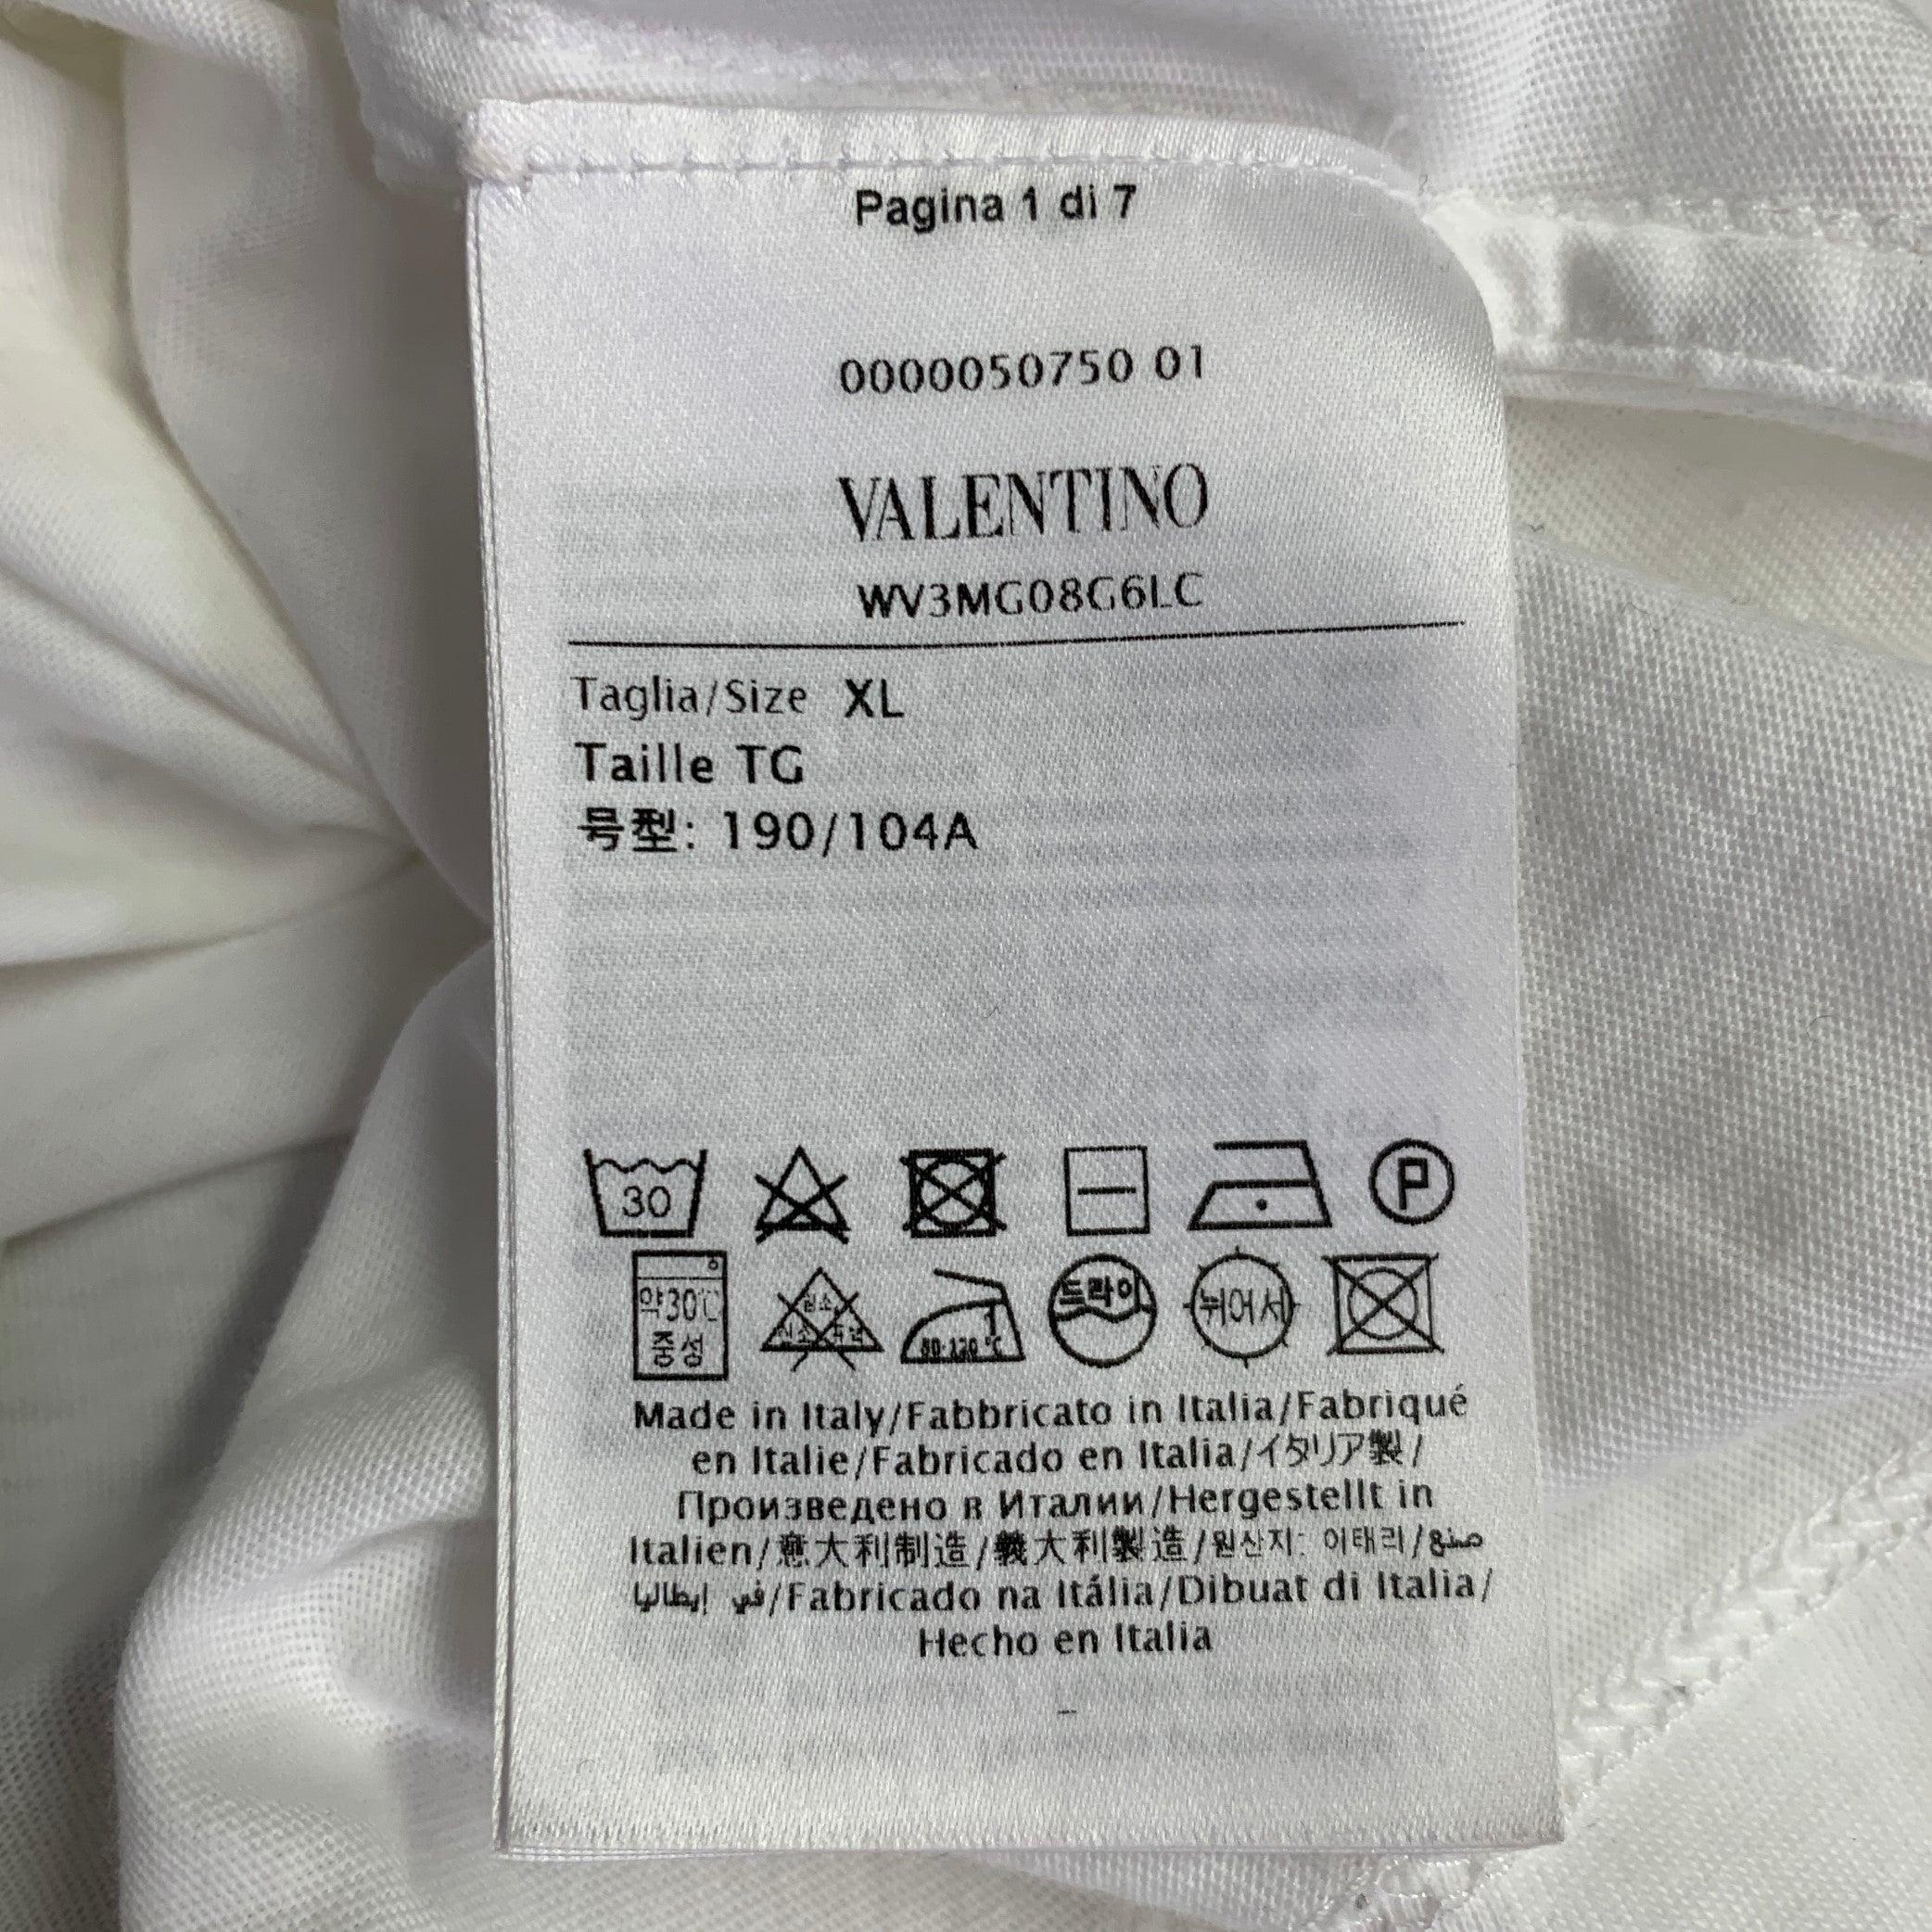 Pagina 1 di 7
0000050750 01
VALENTINO
WV3MG08G6LC
Taglia/Size XL
Taille TG
号型: 190/104A
30
P
약30℃
중성
80-120 ℃
드라이
뉘어서
Made in Italy/Fabbricato in Italia/Fabriqué
en Italie/Fabricado en Italia/イタリア製/
Произведено в Италии/Hergestellt in
Italien/意大利制造/義大利製造/원산지: 이태리/صنع
في إيطاليا/Fabricado na Itália/Dibuat di Italia/
Hecho en Italia